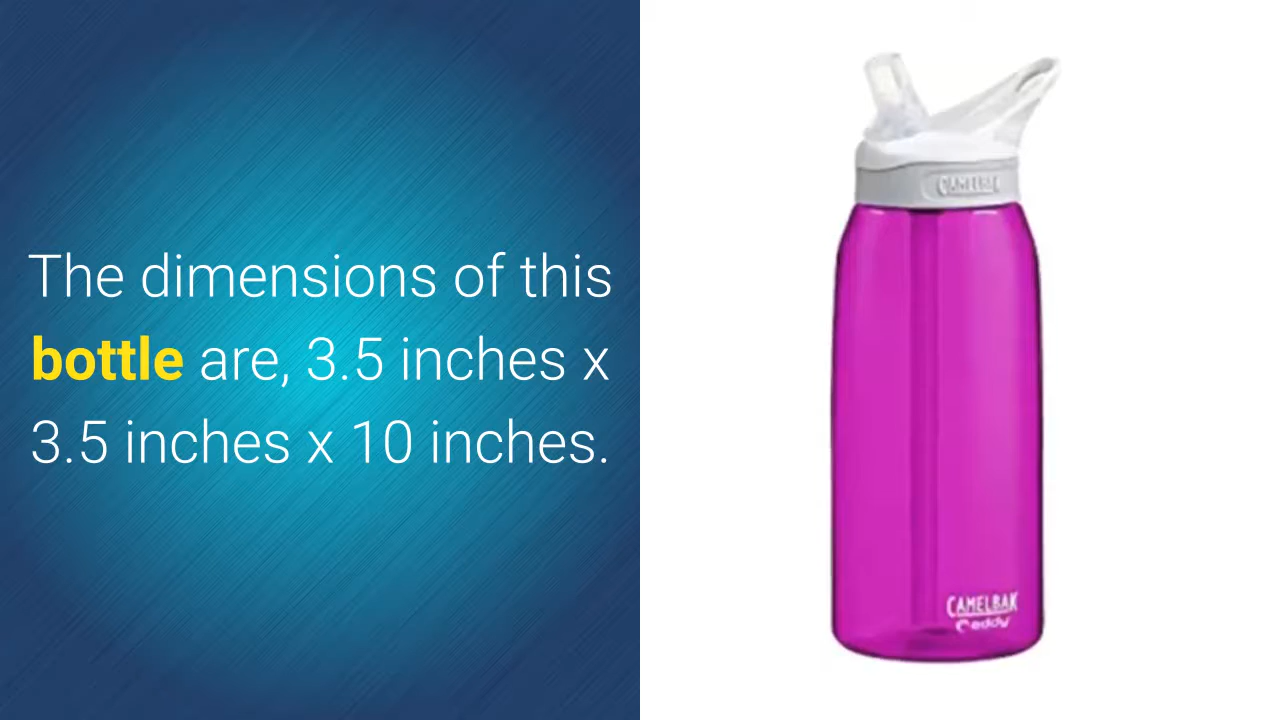 The dimensions of this
bottle are, 3.5 inches x
3.5 inches x 10 inches.
CAMELBAK
CAMELBAK
eddy